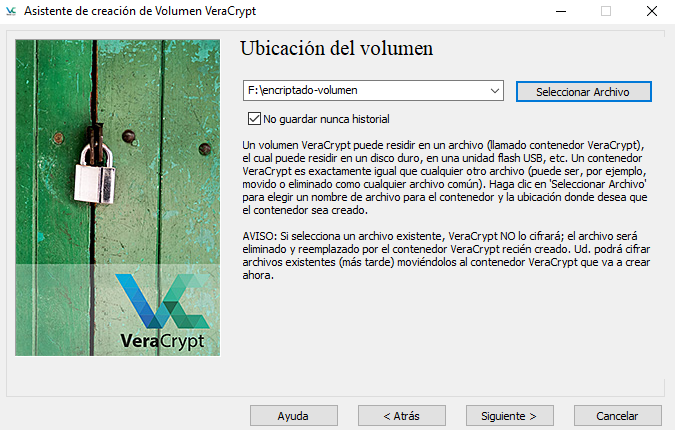 Asistente de creación de Volumen VeraCrypt
Ubicación del volumen
F:\encriptado-volumen
Seleccionar Archivo
No guardar nunca historial
Un volumen VeraCrypt puede residir en un archivo (llamado contenedor VeraCrypt),
el cual puede residir en un disco duro, en una unidad flash USB, etc. Un contenedor
VeraCrypt es exactamente igual que cualquier otro archivo (puede ser, por ejemplo,
movido o eliminado como cualquier archivo común). Haga clic en 'Seleccionar Archivo'
para elegir un nombre de archivo para el contenedor y la ubicación donde desea que
el contenedor sea creado.
AVISO: Si selecciona un archivo existente, VeraCrypt NO lo cifrará; el archivo será
eliminado y reemplazado por el contenedor VeraCrypt recién creado. Ud. podrá cifrar
archivos existentes (más tarde) moviéndolos al contenedor VeraCrypt que va a crear
ahora.
VeraCrypt
Ayuda
< Atrás
Siguiente >
Cancelar